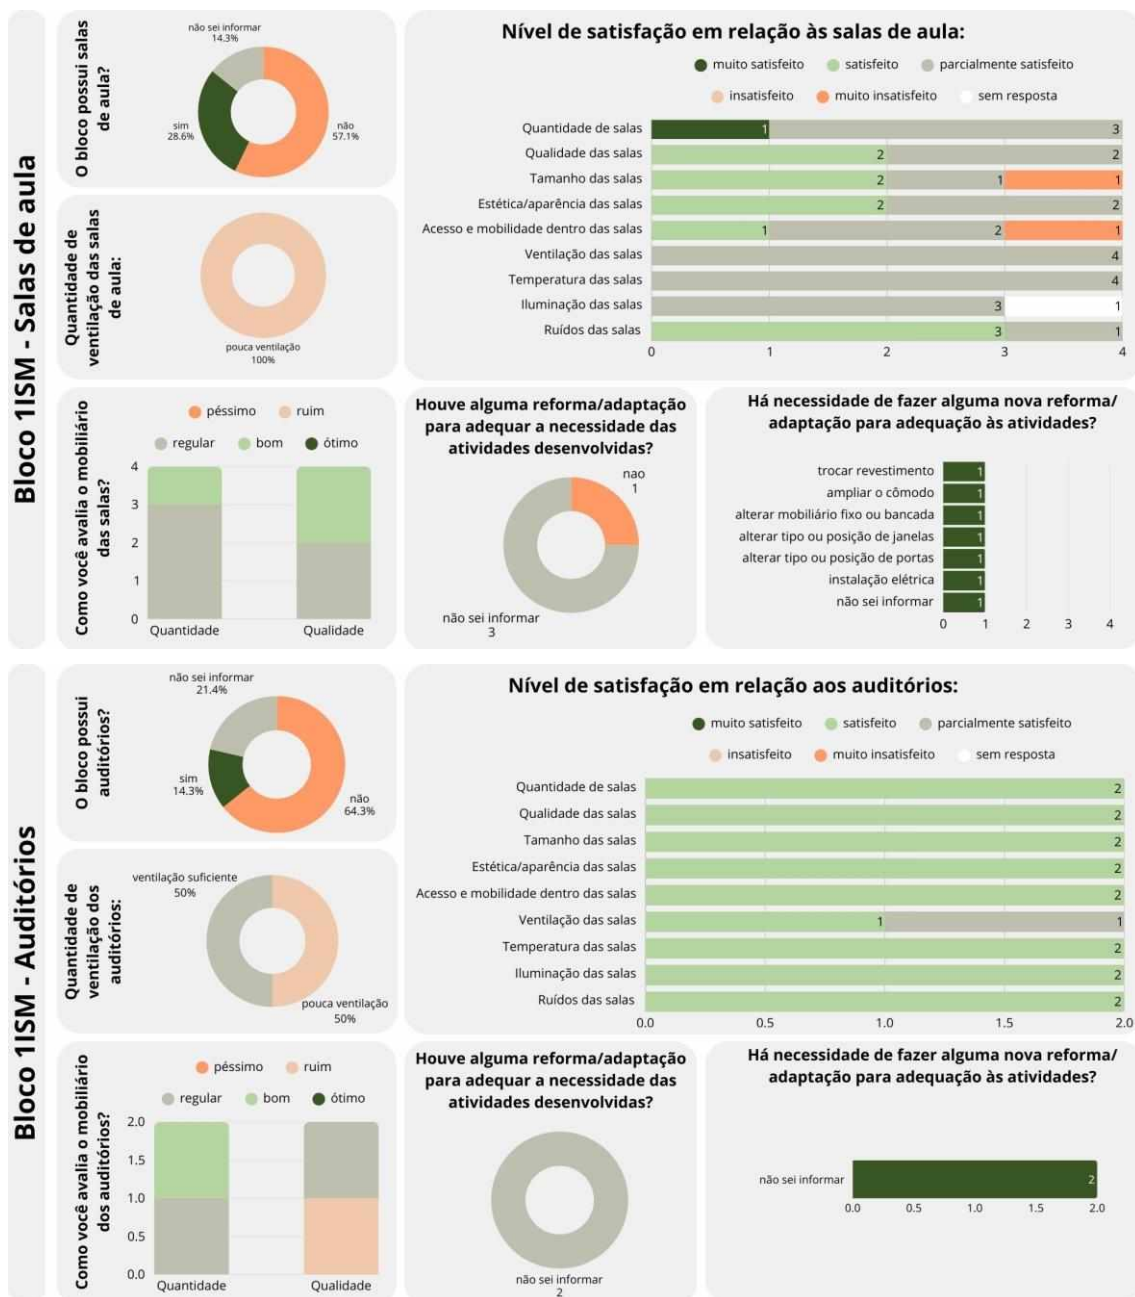 Bloco 1ISM - Salas de aula
O bloco possui salas
de aula?
não sei informar
14.3%
sim
28.6%
não
57.1%
Quantidade de
ventilação das salas
de aula:
pouca ventilação
100%
Nível de satisfação em relação às salas de aula:
muito satisfeito satisfeito parcialmente satisfeito
insatisfeito muito insatisfeito sem resposta
Quantidade de salas 1 3
Qualidade das salas 2 2
Tamanho das salas 2 1 1
Estética/aparência das salas 2 2
Acesso e mobilidade dentro das salas 1 2 1
Ventilação das salas 4
Temperatura das salas 4
Iluminação das salas 3 1
Ruídos das salas 3 1
0 1 2 3 4
Como você avalia o mobiliário
das salas?
péssimo ruim
regular bom ótimo
4
3
2
1
0
Quantidade Qualidade
Houve alguma reforma/adaptação
para adequar a necessidade das
atividades desenvolvidas?
nao
1
não sei informar
3
Há necessidade de fazer alguma nova reforma/
adaptação para adequação às atividades?
trocar revestimento 1
ampliar o cômodo 1
alterar mobiliário fixo ou bancada 1
alterar tipo ou posição de janelas 1
alterar tipo ou posição de portas 1
instalação elétrica 1
não sei informar 1
0 1 2 3 4
Bloco 1ISM - Auditórios
O bloco possui
auditórios?
não sei informar
21.4%
sim
14.3%
não
64.3%
Quantidade de
ventilação dos
auditórios:
ventilação suficiente
50%
pouca ventilação
50%
Nível de satisfação em relação aos auditórios:
muito satisfeito satisfeito parcialmente satisfeito
insatisfeito muito insatisfeito sem resposta
Quantidade de salas 2
Qualidade das salas 2
Tamanho das salas 2
Estética/aparência das salas 2
Acesso e mobilidade dentro das salas 2
Ventilação das salas 1 1
Temperatura das salas 2
Iluminação das salas 2
Ruídos das salas 2
0.0 0.5 1.0 1.5 2.0
Como você avalia o mobiliário
dos auditórios?
péssimo ruim
regular bom ótimo
2.0
1.5
1.0
0.5
0.0
Quantidade Qualidade
Houve alguma reforma/adaptação
para adequar a necessidade das
atividades desenvolvidas?
não sei informar
2
Há necessidade de fazer alguma nova reforma/
adaptação para adequação às atividades?
não sei informar 2
0.0 0.5 1.0 1.5 2.0